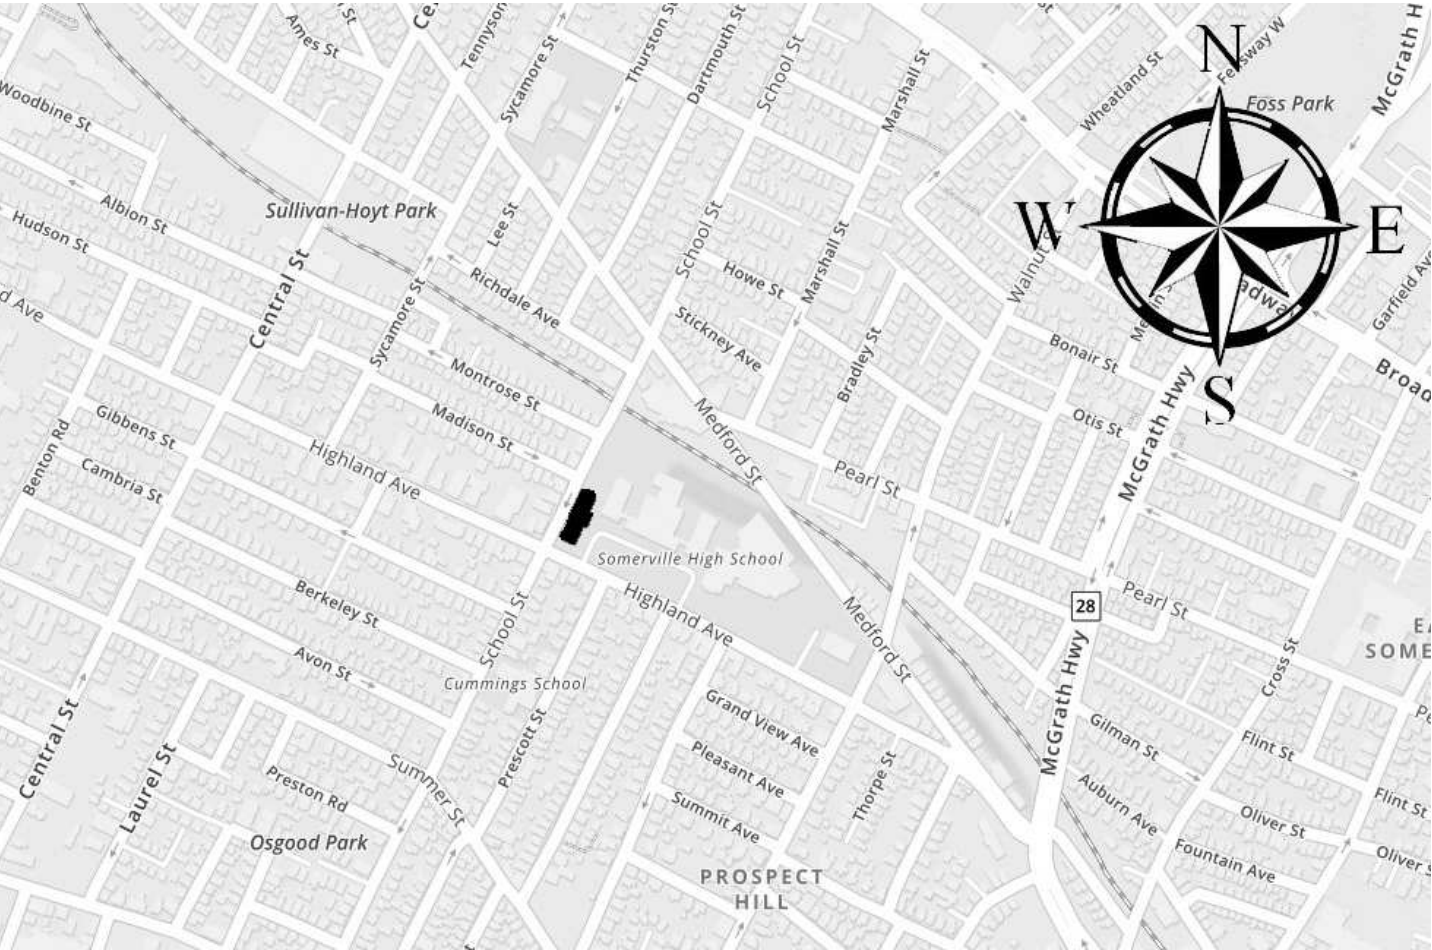 Ames St
Tennyson
Sycamore St
Thurston St
Dartmouth St
School St
Marshall St
Wheatland St
Fellsway W
McGrath H
N
Foss Park
Woodbine St
Albion St
Sullivan-Hoyt Park
Hudson St
Lee St
School St
Marshall St
Walnut
W
E
Central St
Richdale Ave
Howe St
Garfield Ave
d Ave
Sycamore St
Stickney Ave
Bradley St
Bonair St
adway
Broad
S
Montrose St
Madison St
Medford St
Otis St
McGrath Hwy
Gibbens St
Benton Rd
Cambria St
Highland Ave
Pearl St
Somerville High School
Berkeley St
School St
Highland Ave
Medford St
28
Pearl St
SOME
Avon St
Cummings School
McGrath Hwy
Cross St
Central St
Laurel St
Preston Rd
Summer St
Prescott St
Grand View Ave
Pleasant Ave
Summit Ave
Thorpe St
Gilman St
Flint St
Auburn Ave
Oliver St
Flint St
Osgood Park
Fountain Ave
Oliver S
PROSPECT
HILL